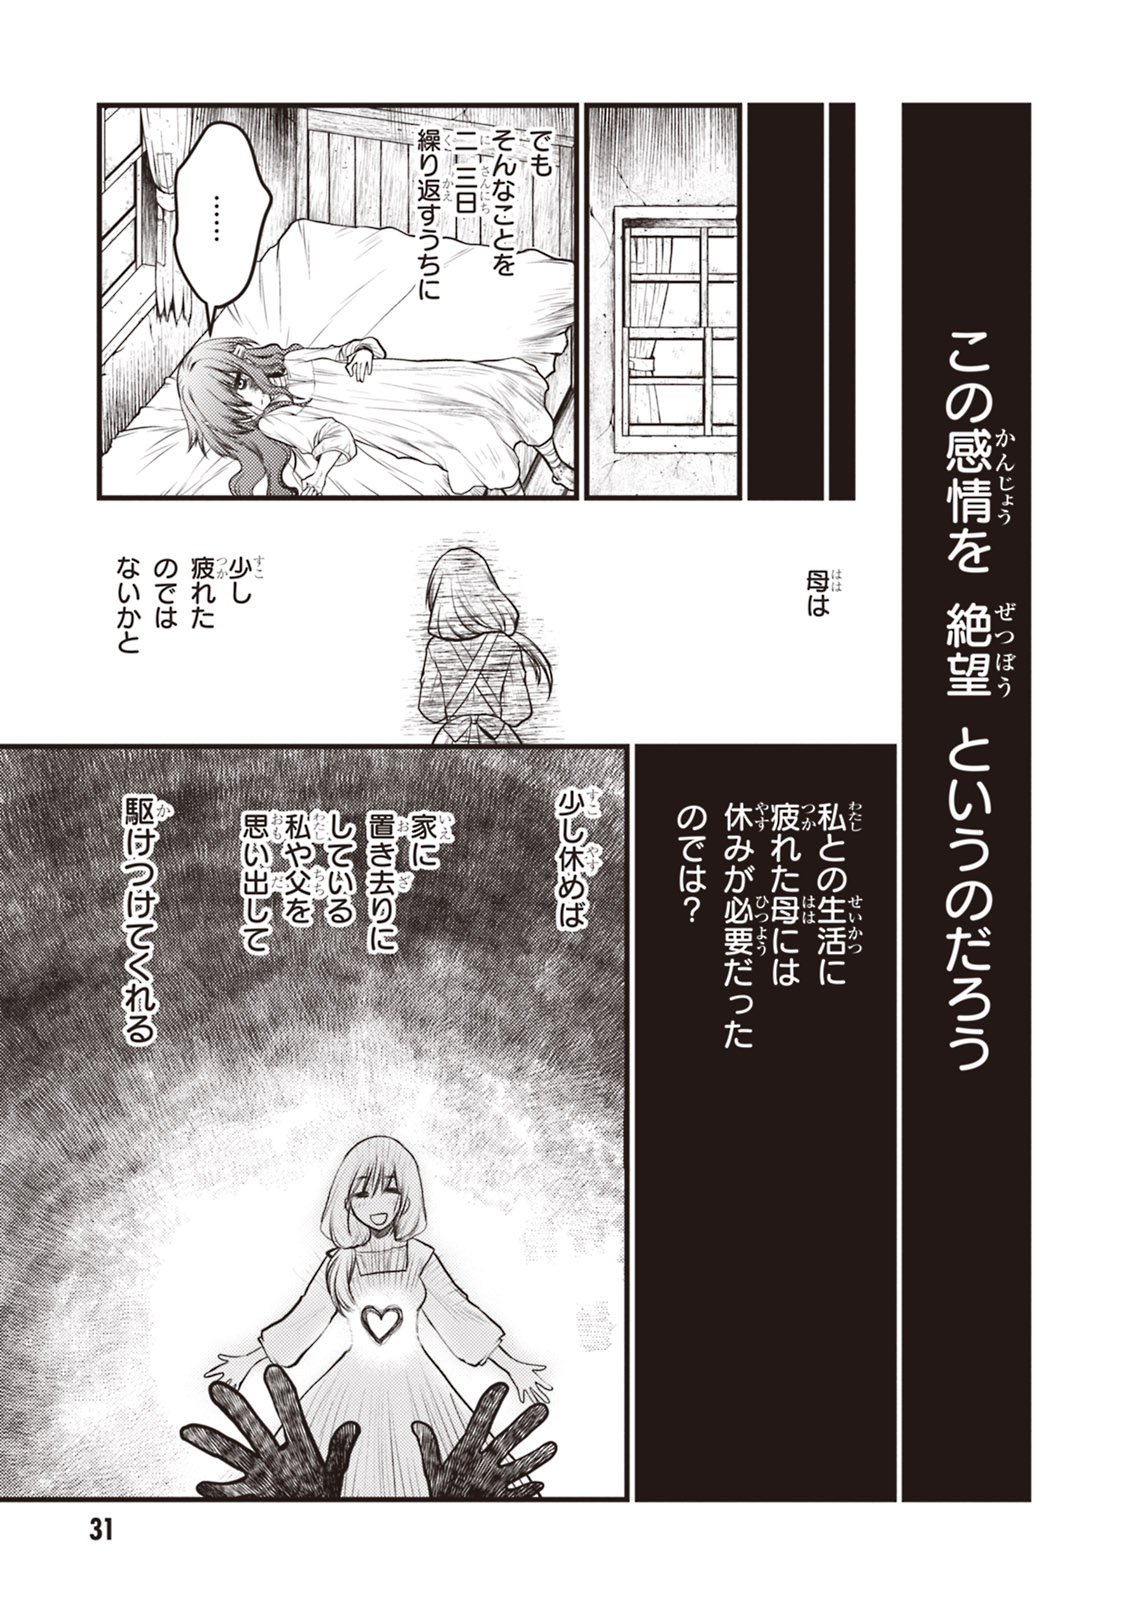 この感情を 絶望 というのだろう
でも
そんなことを
二 三日
繰り返すうちに
……
母は
少し
疲れた
のでは
ないかと
私との生活に
疲れた母には
休みが必要だった
のでは?
少し休めば
家に
置き去りに
している
私や父を
思い出して
駆けつけてくれる
31